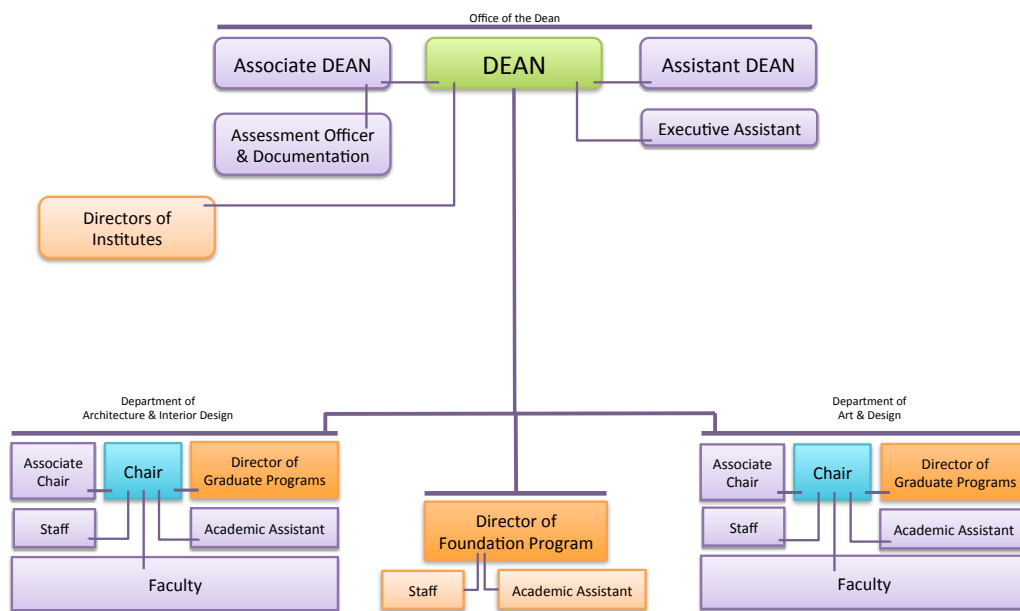 Office of the Dean
Associate DEAN
DEAN
Assistant DEAN
Assessment Officer
& Documentation
Executive Assistant
Directors of
Institutes
Department of
Architecture & Interior Design
Department of
Art & Design
Associate
Chair
Chair
Director of
Graduate Programs
Staff
Academic Assistant
Faculty
Director of
Foundation Program
Staff
Academic Assistant
Associate
Chair
Chair
Director of
Graduate Programs
Staff
Academic Assistant
Faculty